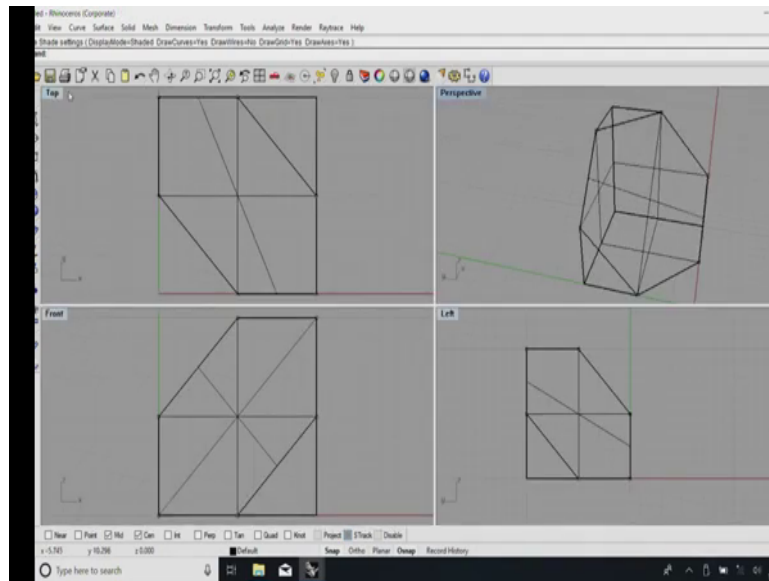 ed - Rhinoceros (Corporate)
dit View Curve Surface Solid Mesh Dimension Transform Tools Analyze Render Raytrace Help
Shade settings ( DisplayMode=Shaded DrawCurves=Yes DrawWires=No DrawGrid=Yes DrawAxes=Yes )
and:
Top
Perspective
Front
Left
Near Point Mid Cen Int Perp Tan Quad Knot Project STrack Disable
x -5.745 y 10.298 z 0.000 Default Snap Ortho Planar Osnap Record History
Type here to search